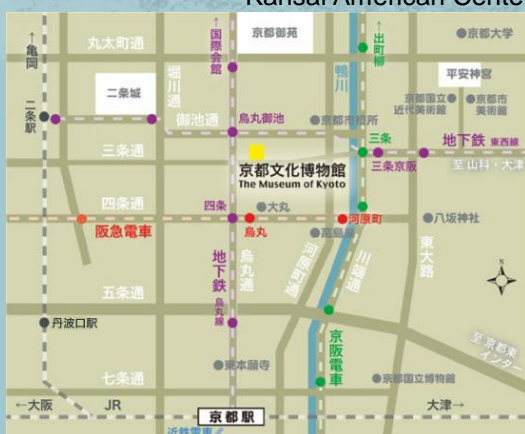 Kansai American Center
←亀岡
丸太町通
←国際会館
京都御苑
←出町柳
京都大学
鴨川
平安神宮
堀川通
二条城
二条駅
京都国立近代美術館
京都市美術館
御池通
烏丸御池
京都市役所
三条
地下鉄 東西線
三条京阪
至 山科・大津
三条通
京都文化博物館
The Museum of Kyoto
四条通
四条
大丸
河原町
八坂神社
阪急電車
烏丸
高島屋
河原町通
川端通
東大路
地下鉄 烏丸線
烏丸通
五条通
丹波口駅
京阪電車
至 京都東インター
東本願寺
七条通
京都国立博物館
←大阪
JR
京都駅
大津→
近鉄電車